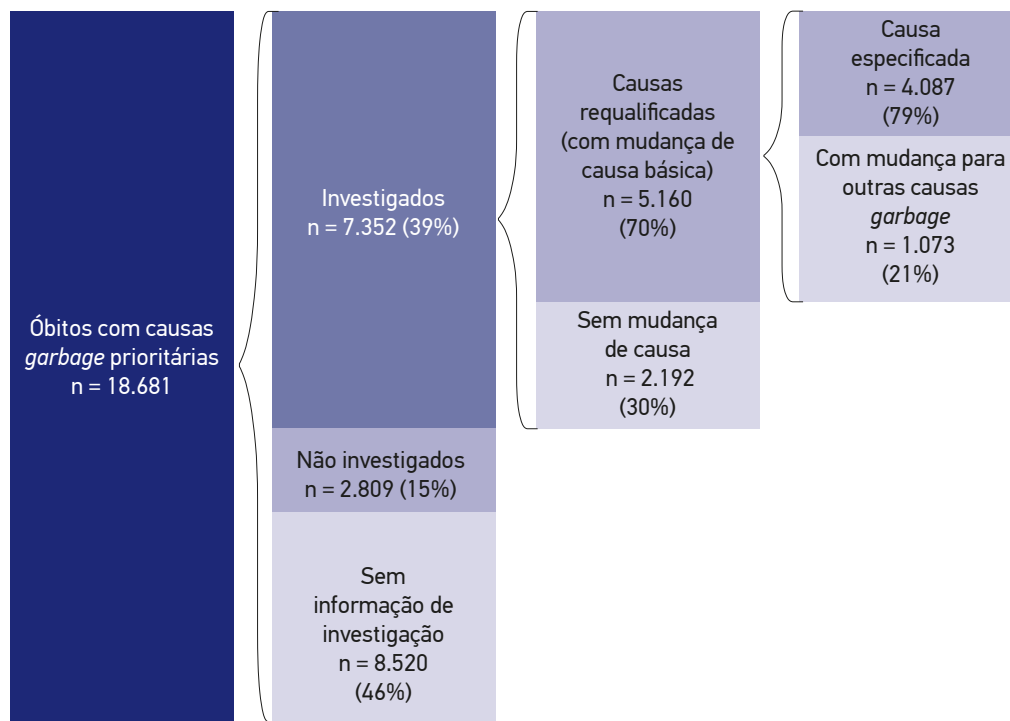 Óbitos com causas
garbage prioritárias
n = 18.681
Investigados
n = 7.352 (39%)
Não investigados
n = 2.809 (15%)
Sem
informação de
investigação
n = 8.520
(46%)
Causas
requalificadas
(com mudança de
causa básica)
n = 5.160
(70%)
Sem mudança
de causa
n = 2.192
(30%)
Causa
especificada
n = 4.087
(79%)
Com mudança para
outras causas
garbage
n = 1.073
(21%)